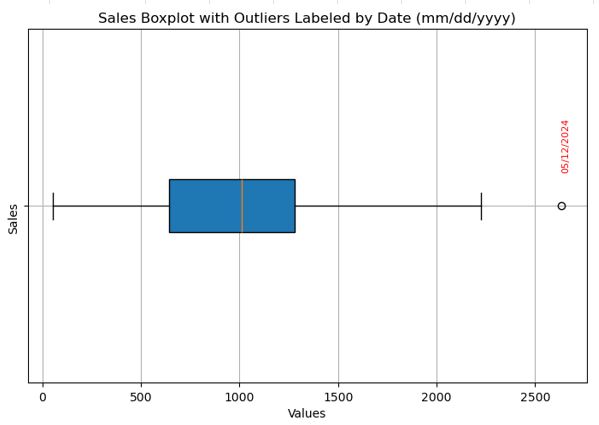 Sales Boxplot with Outliers Labeled by Date (mm/dd/yyyy)
05/12/2024
Sales
0 500 1000 1500 2000 2500
Values